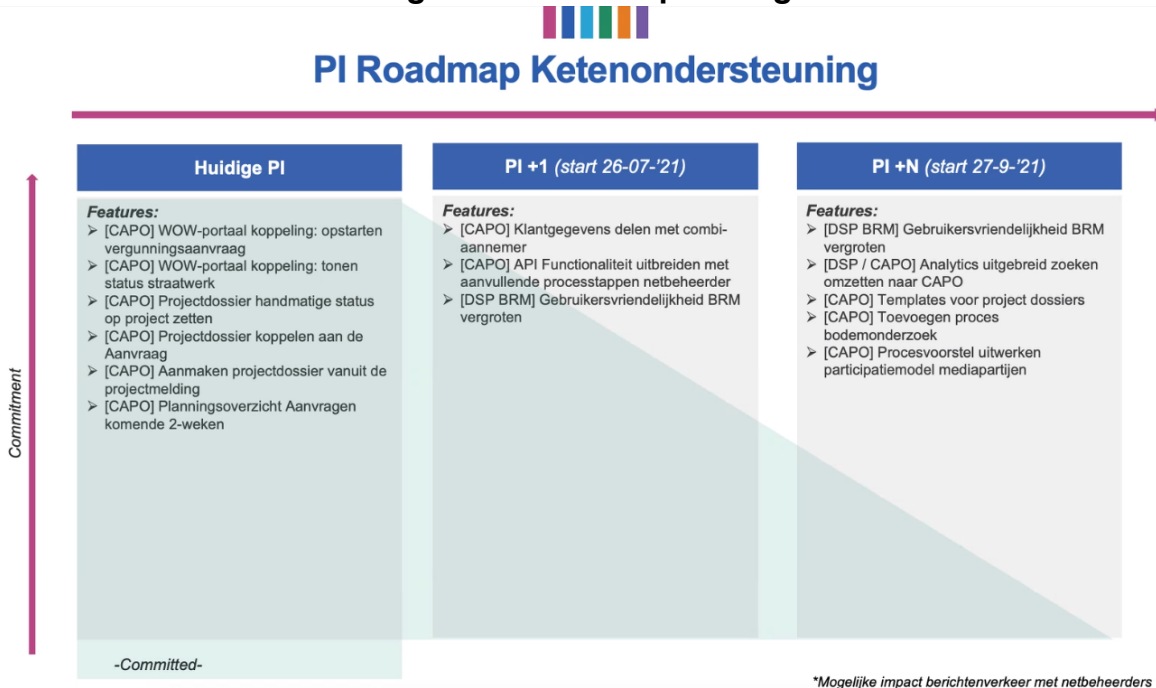 PI Roadmap Ketenondersteuning
Commitment
Huidige PI
Features:
➢ [CAPO] WOW-portaal koppeling: opstarten
vergunningsaanvraag
➢ [CAPO] WOW-portaal koppeling: tonen
status straatwerk
➢ [CAPO] Projectdossier handmatige status
op project zetten
➢ [CAPO] Projectdossier koppelen aan de
Aanvraag
➢ [CAPO] Aanmaken projectdossier vanuit de
projectmelding
➢ [CAPO] Planningsoverzicht Aanvragen
komende 2-weken
-Committed-
PI +1 (start 26-07-'21)
Features:
➢ [CAPO] Klantgegevens delen met combi-
aannemer
➢ [CAPO] API Functionaliteit uitbreiden met
aanvullende processtappen netbeheerder
➢ [DSP BRM] Gebruikersvriendelijkheid BRM
vergroten
PI +N (start 27-9-'21)
Features:
➢ [DSP BRM] Gebruikersvriendelijkheid BRM
vergroten
➢ [DSP / CAPO] Analytics uitgebreid zoeken
omzetten naar CAPO
➢ [CAPO] Templates voor project dossiers
➢ [CAPO] Toevoegen proces
bodemonderzoek
➢ [CAPO] Procesvoorstel uitwerken
participatiemodel mediapartijen
*Mogelijke impact berichtenverkeer met netbeheerders